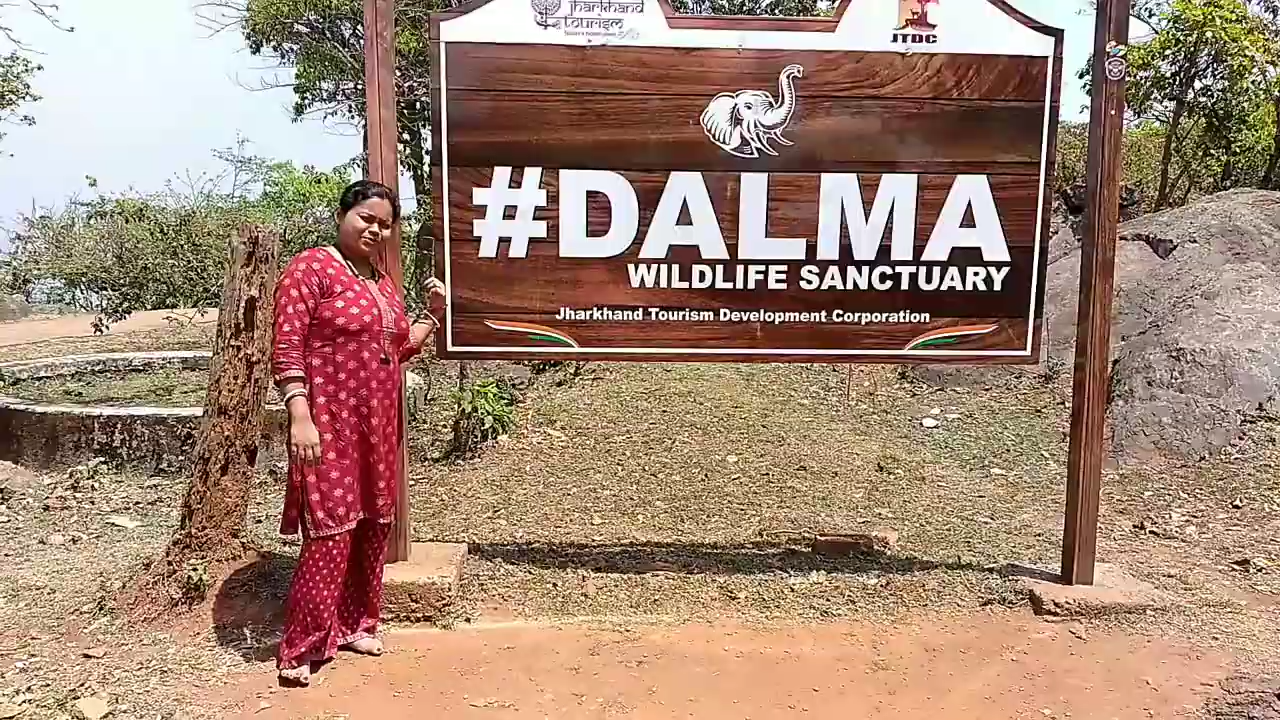 jharkhand
tourism
JTDC
#DALMA
WILDLIFE SANCTUARY
Jharkhand Tourism Development Corporation